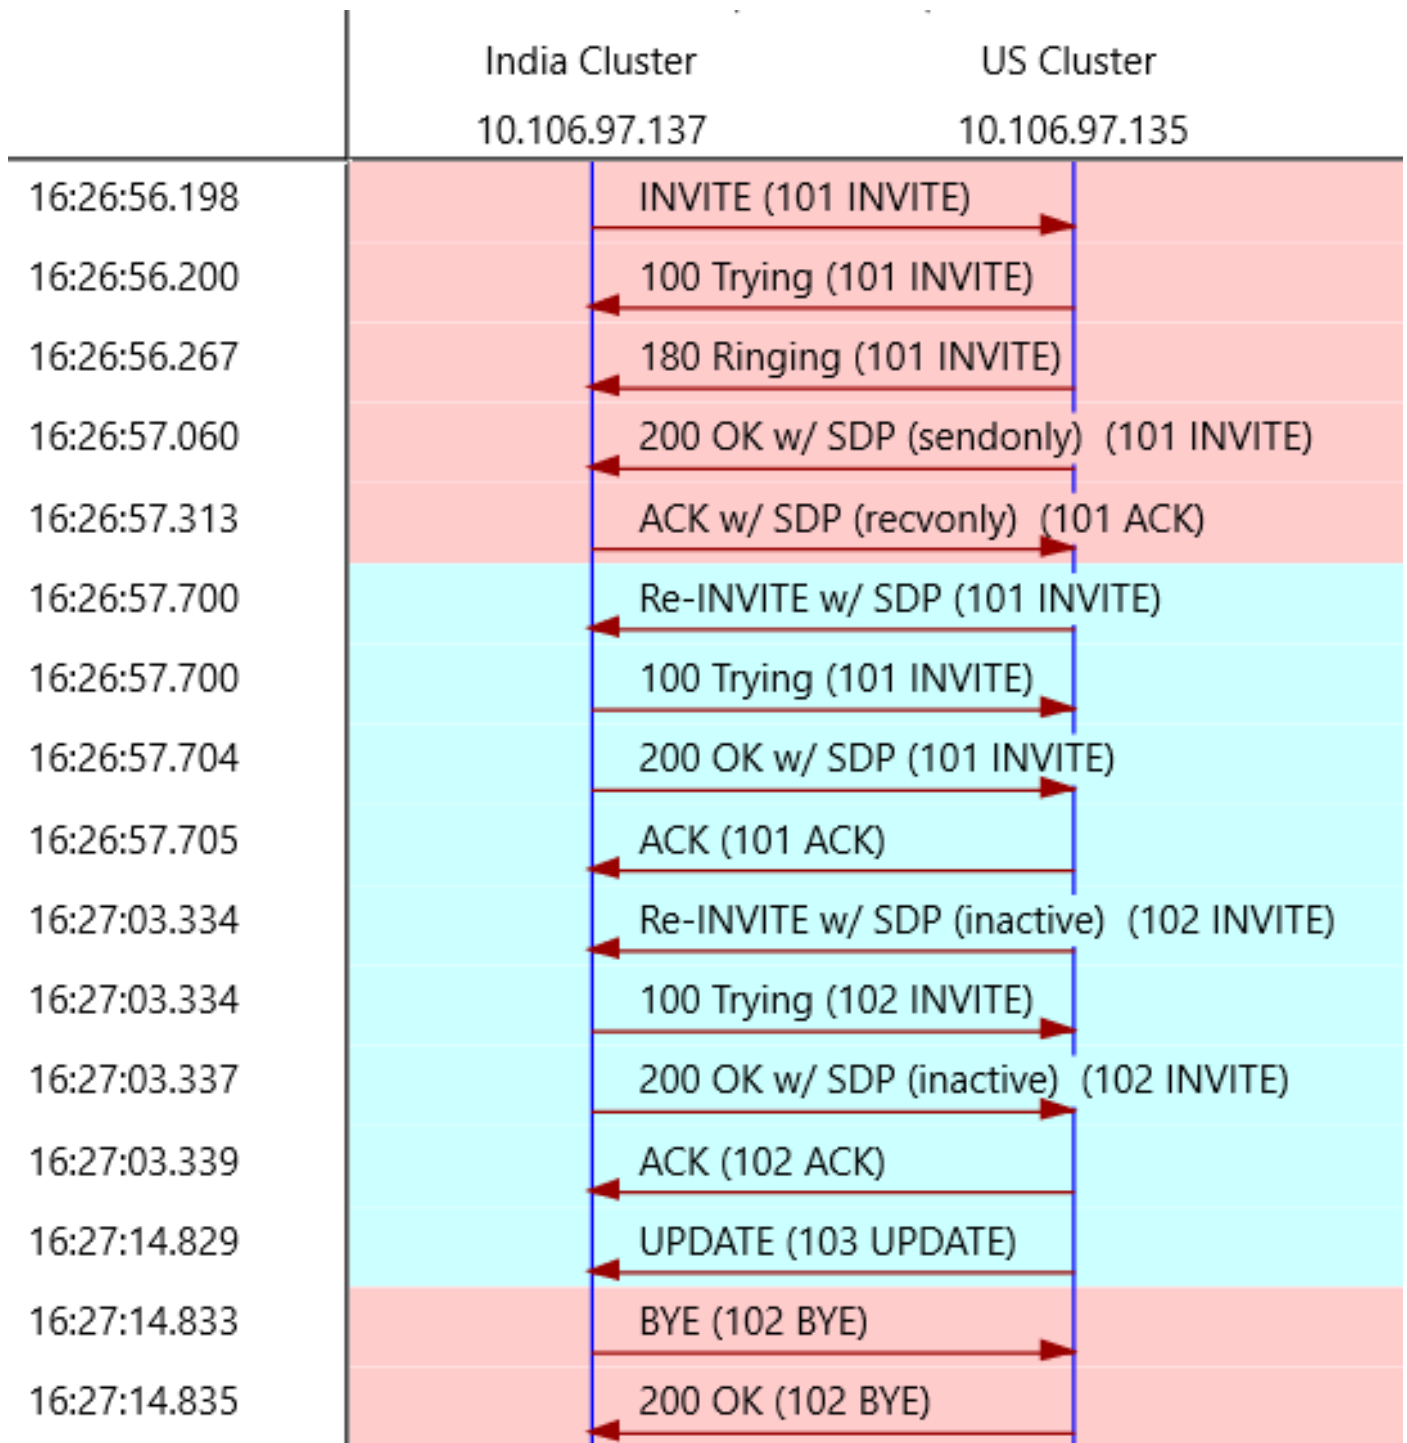 India Cluster US Cluster
10.106.97.137 10.106.97.135
16:26:56.198 INVITE (101 INVITE)
16:26:56.200 100 Trying (101 INVITE)
16:26:56.267 180 Ringing (101 INVITE)
16:26:57.060 200 OK w/ SDP (sendonly) (101 INVITE)
16:26:57.313 ACK w/ SDP (recvonly) (101 ACK)
16:26:57.700 Re-INVITE w/ SDP (101 INVITE)
16:26:57.700 100 Trying (101 INVITE)
16:26:57.704 200 OK w/ SDP (101 INVITE)
16:26:57.705 ACK (101 ACK)
16:27:03.334 Re-INVITE w/ SDP (inactive) (102 INVITE)
16:27:03.334 100 Trying (102 INVITE)
16:27:03.337 200 OK w/ SDP (inactive) (102 INVITE)
16:27:03.339 ACK (102 ACK)
16:27:14.829 UPDATE (103 UPDATE)
16:27:14.833 BYE (102 BYE)
16:27:14.835 200 OK (102 BYE)